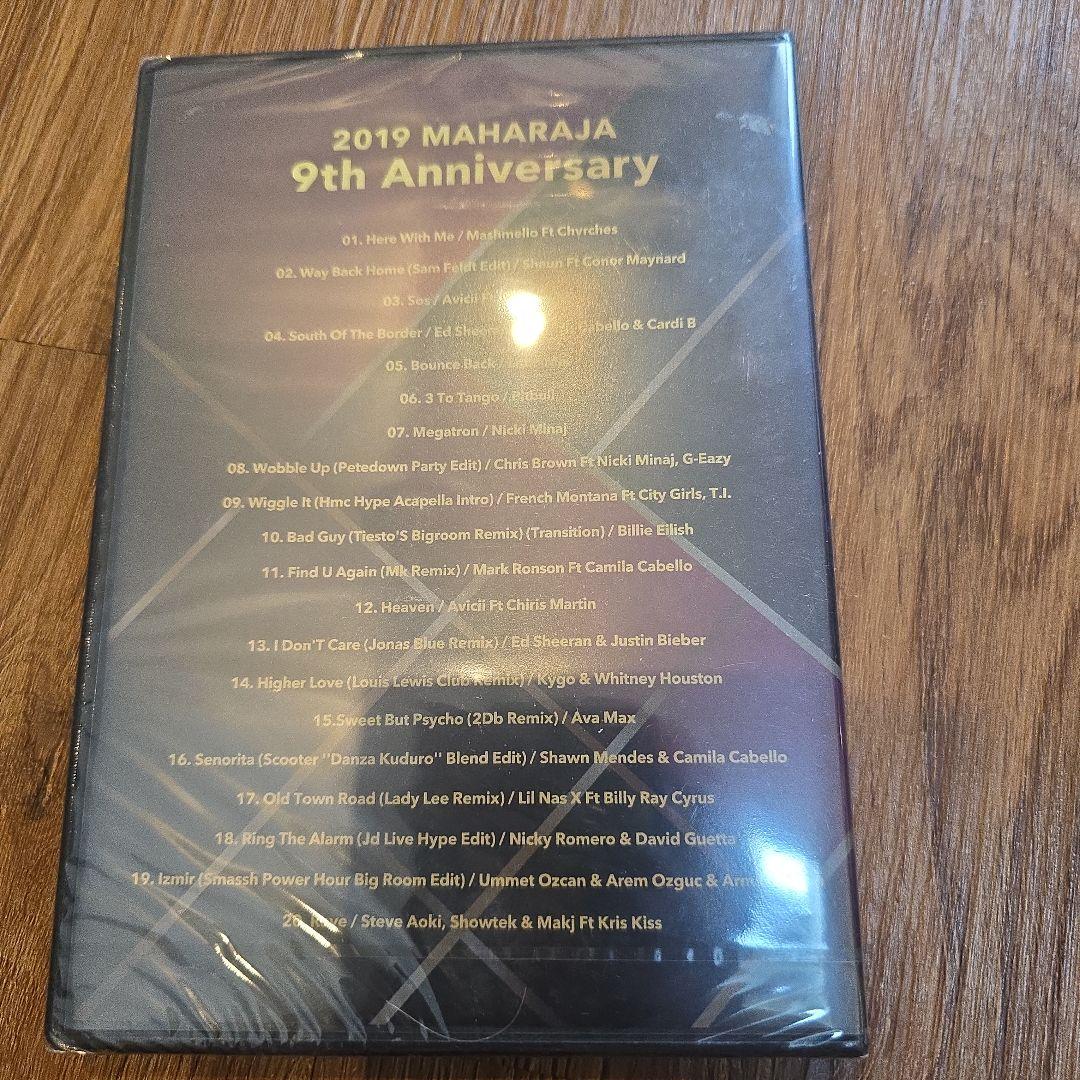 2019 MAHARAJA
9th Anniversary
01. Here With Me / Mashmello Ft Chvrches
02. Way Back Home (Sam Feldt Edit) / Shaun Ft Conor Maynard
03. Sos / Avicii
04. South Of The Border / Ed Cabello & Cardi B
05. Bounce Back /
06. 3 To Tango / Pitbull
07. Megatron / Nicki Minaj
08. Wobble Up (Petedown Party Edit) / Chris Brown Ft Nicki Minaj, G-Eazy
09. Wiggle It (Hmc Hype Acapella Intro) / French Montana Ft City Girls, T.I.
10. Bad Guy (Tiesto'S Bigroom Remix) (Transition) / Billie Eilish
11. Find U Again (Mk Remix) / Mark Ronson Ft Camila Cabello
12. Heaven / Avicii Ft Chiris Martin
13. I Don'T Care (Jonas Blue Remix) / Ed Sheeran & Justin Bieber
14. Higher Love (Louis Lewis Club Remix) / Kygo & Whitney Houston
15.Sweet But Psycho (2Db Remix) / Ava Max
16. Senorita (Scooter "Danza Kuduro" Blend Edit) / Shawn Mendes & Camila Cabello
17. Old Town Road (Lady Lee Remix) / Lil Nas X Ft Billy Ray Cyrus
18. Ring The Alarm (Jd Live Hype Edit) / Nicky Romero & David Guetta
19. Izmir (Smassh Power Hour Big Room Edit) / Ummet Ozcan & Arem Ozguc &
20. / Steve Aoki, Showtek & Makj Ft Kris Kiss